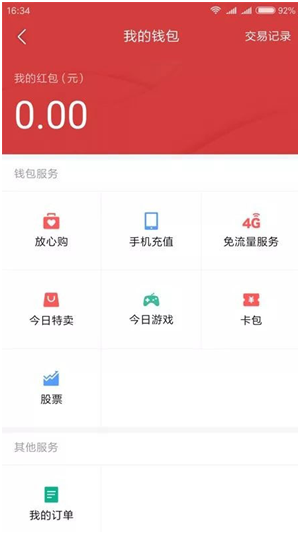 16:34
92%
我的钱包
交易记录
我的红包（元）
0.00
钱包服务
放心购
手机充值
4G
免流量服务
今日特卖
今日游戏
卡包
股票
其他服务
我的订单